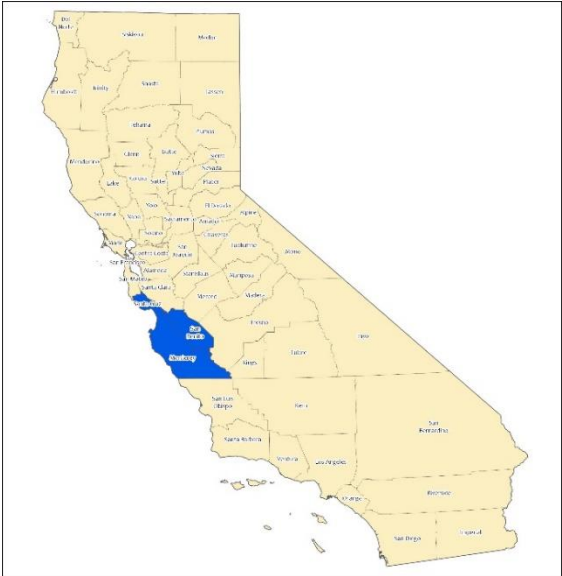 Del
Norte
Siskiyou
Modoc
Humboldt
Trinity
Shasta
Lassen
Tehama
Plumas
Mendocino
Glenn
Butte
Sierra
Nevada
Lake
Colusa
Sutter
Yuba
Placer
Sonoma
Napa
Yolo
Sacramento
El Dorado
Alpine
Amador
Marin
Solano
Calaveras
Contra Costa
San
Joaquin
Tuolumne
Mono
San Francisco
Alameda
San Mateo
Stanislaus
Mariposa
Santa Clara
Merced
Madera
Santa Cruz
San
Benito
Fresno
Monterey
Kings
Tulare
Inyo
San Luis
Obispo
Kern
San
Bernardino
Santa Barbara
Ventura
Los Angeles
Orange
Riverside
San Diego
Imperial